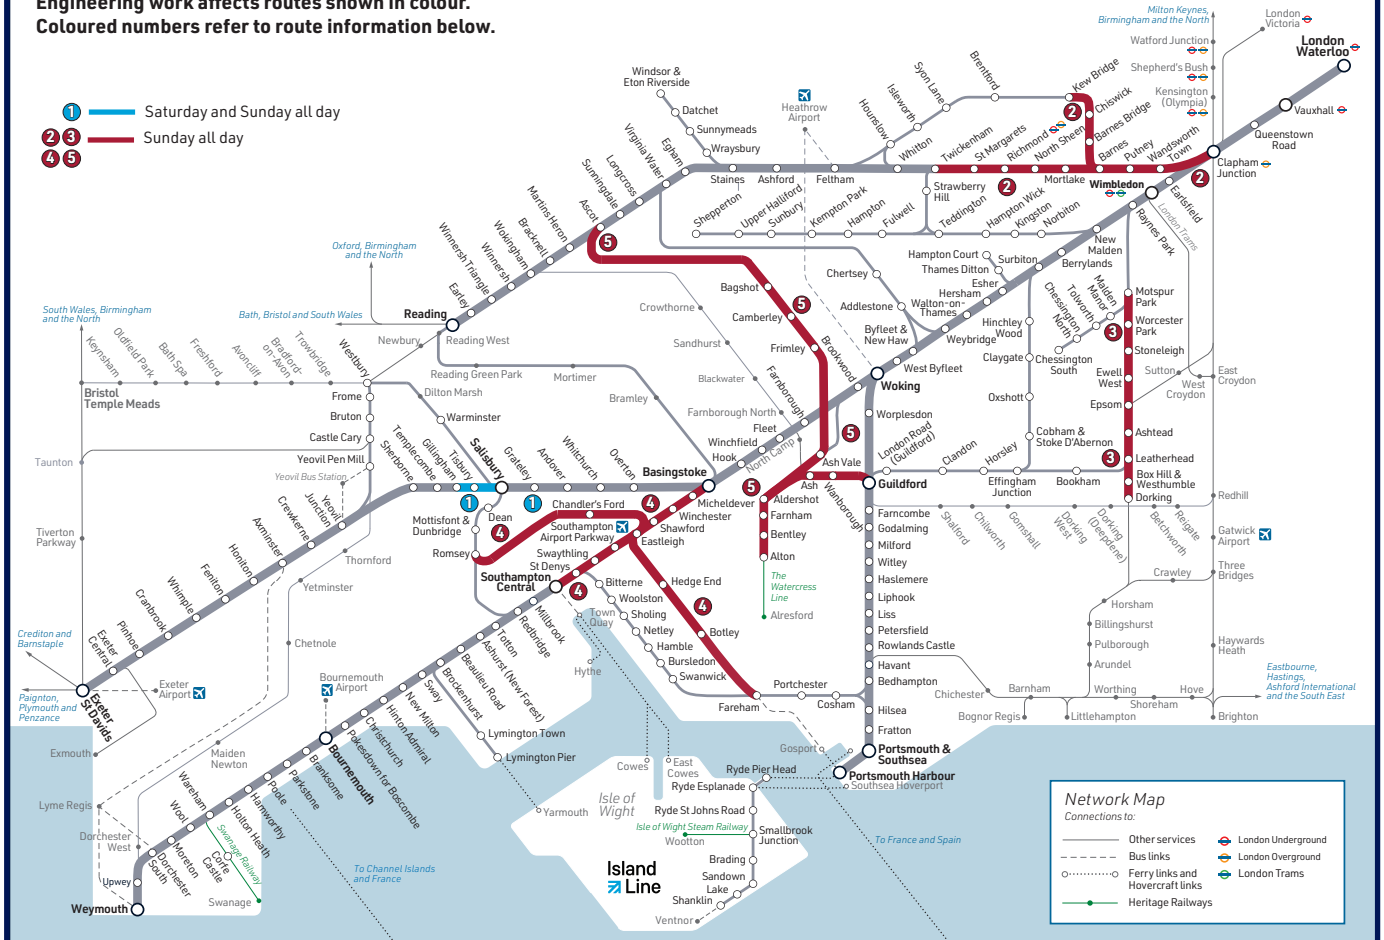 Engineering work affects routes shown in colour.
Coloured numbers refer to route information below.
1 Saturday and Sunday all day
2 3 Sunday all day
4 5
Milton Keynes,
Birmingham and the North
London
Victoria
Watford Junction
Shepherd's Bush
Kensington
(Olympia)
London
Waterloo
Vauxhall
Queenstown
Road
Clapham
Junction
Windsor &
Eton Riverside
Datchet
Sunnymeads
Wraysbury
Heathrow
Airport
Hounslow
Isleworth
Syon Lane
Brentford
Kew Bridge
2
Chiswick
Barnes Bridge
Virginia Water
Egham
Staines
Ashford
Feltham
Whitton
Twickenham
St Margarets
Richmond
North Sheen
Mortlake
Barnes
Putney
Wandsworth
Town
2
2
Wimbledon
Earlsfield
London Trams
Raynes Park
Strawberry
Hill
Shepperton
Upper Halliford
Sunbury
Kempton Park
Hampton
Fulwell
Teddington
Hampton Wick
Kingston
Norbiton
New
Malden
Berrylands
Sunningdale
Longcross
Ascot
5
Martins Heron
Bracknell
Wokingham
Winnersh
Winnersh Triangle
Earley
Reading
Oxford, Birmingham
and the North
Bath, Bristol and South Wales
South Wales, Birmingham
and the North
Newbury
Reading West
Reading Green Park
Mortimer
Bramley
Crowthorne
Sandhurst
Blackwater
Farnborough North
North Camp
Bagshot
Camberley
5
Frimley
Brookwood
Farnborough
Fleet
Winchfield
Hook
Basingstoke
Chertsey
Addlestone
Byfleet &
New Haw
West Byfleet
Weybridge
Walton-on-
Thames
Hersham
Esher
Surbiton
Hampton Court
Thames Ditton
Hinchley
Wood
Claygate
Oxshott
Cobham &
Stoke D'Abernon
Chessington
North
Chessington
South
Tolworth
Malden
Manor
Motspur
Park
Worcester
Park
3
Stoneleigh
Ewell
West
Epsom
Ashtead
3
Leatherhead
Box Hill &
Westhumble
Dorking
Sutton
West
Croydon
East
Croydon
Woking
Worplesdon
London Road
(Guildford)
Clandon
Horsley
Effingham
Junction
Bookham
5
Ash Vale
Ash
Wanborough
Guildford
Aldershot
5
Farnham
Bentley
Alton
The
Watercress
Line
Alresford
Shalford
Chilworth
Gomshall
Dorking
West
Dorking
(Deepdene)
Betchworth
Reigate
Redhill
Gatwick
Airport
Three
Bridges
Crawley
Horsham
Billingshurst
Pulborough
Arundel
Haywards
Heath
Eastbourne,
Hastings,
Ashford International
and the South East
Brighton
Hove
Shoreham
Worthing
Littlehampton
Barnham
Bognor Regis
Chichester
Farncombe
Godalming
Milford
Witley
Haslemere
Liphook
Liss
Petersfield
Rowlands Castle
Havant
Bedhampton
Hilsea
Fratton
Portsmouth &
Southsea
Portsmouth Harbour
Southsea Hoverport
Gosport
Keynsham
Oldfield Park
Bath Spa
Freshford
Avoncliff
Bradford-
on-Avon
Trowbridge
Westbury
Bristol
Temple Meads
Dilton Marsh
Warminster
Frome
Bruton
Castle Cary
Yeovil Pen Mill
Yeovil Bus Station
Taunton
Tiverton
Parkway
Sherborne
Templecombe
Gillingham
Tisbury
Salisbury
1
1
Grateley
Andover
Whitchurch
Overton
Yeovil
Junction
Crewkerne
Axminster
Honiton
Feniton
Whimple
Cranbrook
Pinhoe
Exeter
Central
Exeter
St Davids
Exeter
Airport
Crediton and
Barnstaple
Paignton,
Plymouth and
Penzance
Exmouth
Lyme Regis
Thornford
Yetminster
Chetnole
Maiden
Newton
Dorchester
West
Mottisfont &
Dunbridge
Dean
4
Romsey
Chandler's Ford
4
Southampton
Airport Parkway
Swaythling
St Denys
Southampton
Central
4
Micheldever
Winchester
Shawford
Eastleigh
Hedge End
4
Botley
Fareham
Portchester
Cosham
Bitterne
Woolston
Sholing
Netley
Hamble
Bursledon
Swanwick
Town
Quay
Hythe
Millbrook
Redbridge
Totton
Ashurst (New Forest)
Beaulieu Road
Brockenhurst
Sway
New Milton
Hinton Admiral
Christchurch
Pokesdown for Boscombe
Bournemouth
Bournemouth
Airport
Branksome
Parkstone
Poole
Hamworthy
Holton Heath
Wareham
Wool
Moreton
Dorchester
South
Upwey
Weymouth
Swanage Railway
Corfe
Castle
Swanage
Lymington Town
Lymington Pier
Yarmouth
Cowes
East
Cowes
Isle of
Wight
Ryde Pier Head
Ryde Esplanade
Ryde St Johns Road
Isle of Wight Steam Railway
Wootton
Smallbrook
Junction
Brading
Sandown
Lake
Shanklin
Ventnor
Island
Line
To Channel Islands
and France
To France and Spain
Network Map
Connections to:
Other services
Bus links
Ferry links and
Hovercraft links
Heritage Railways
London Underground
London Overground
London Trams